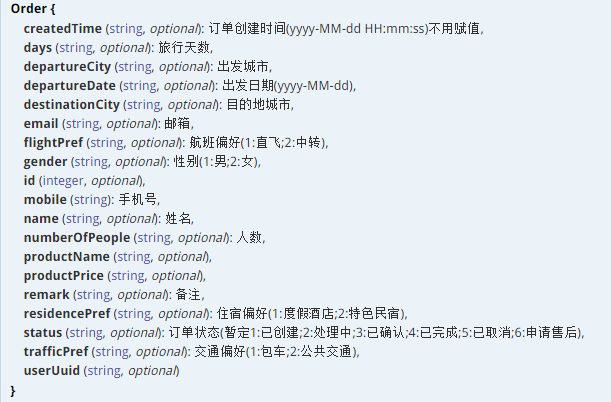 Order {
createdTime (string, optional): 订单创建时间(yyyy-MM-dd HH:mm:ss)不用赋值,
days (string, optional): 旅行天数,
departureCity (string, optional): 出发城市,
departureDate (string, optional): 出发日期(yyyy-MM-dd),
destinationCity (string, optional): 目的地城市,
email (string, optional): 邮箱,
flightPref (string, optional): 航班偏好(1:直飞;2:中转),
gender (string, optional): 性别(1:男;2:女),
id (integer, optional),
mobile (string): 手机号,
name (string, optional): 姓名,
numberOfPeople (string, optional): 人数,
productName (string, optional),
productPrice (string, optional),
remark (string, optional): 备注,
residencePref (string, optional): 住宿偏好(1:度假酒店;2:特色民宿),
status (string, optional): 订单状态(暂定1:已创建;2:处理中;3:已确认;4:已完成;5:已取消;6:申请售后),
trafficPref (string, optional): 交通偏好(1:包车;2:公共交通),
userUuid (string, optional)
}